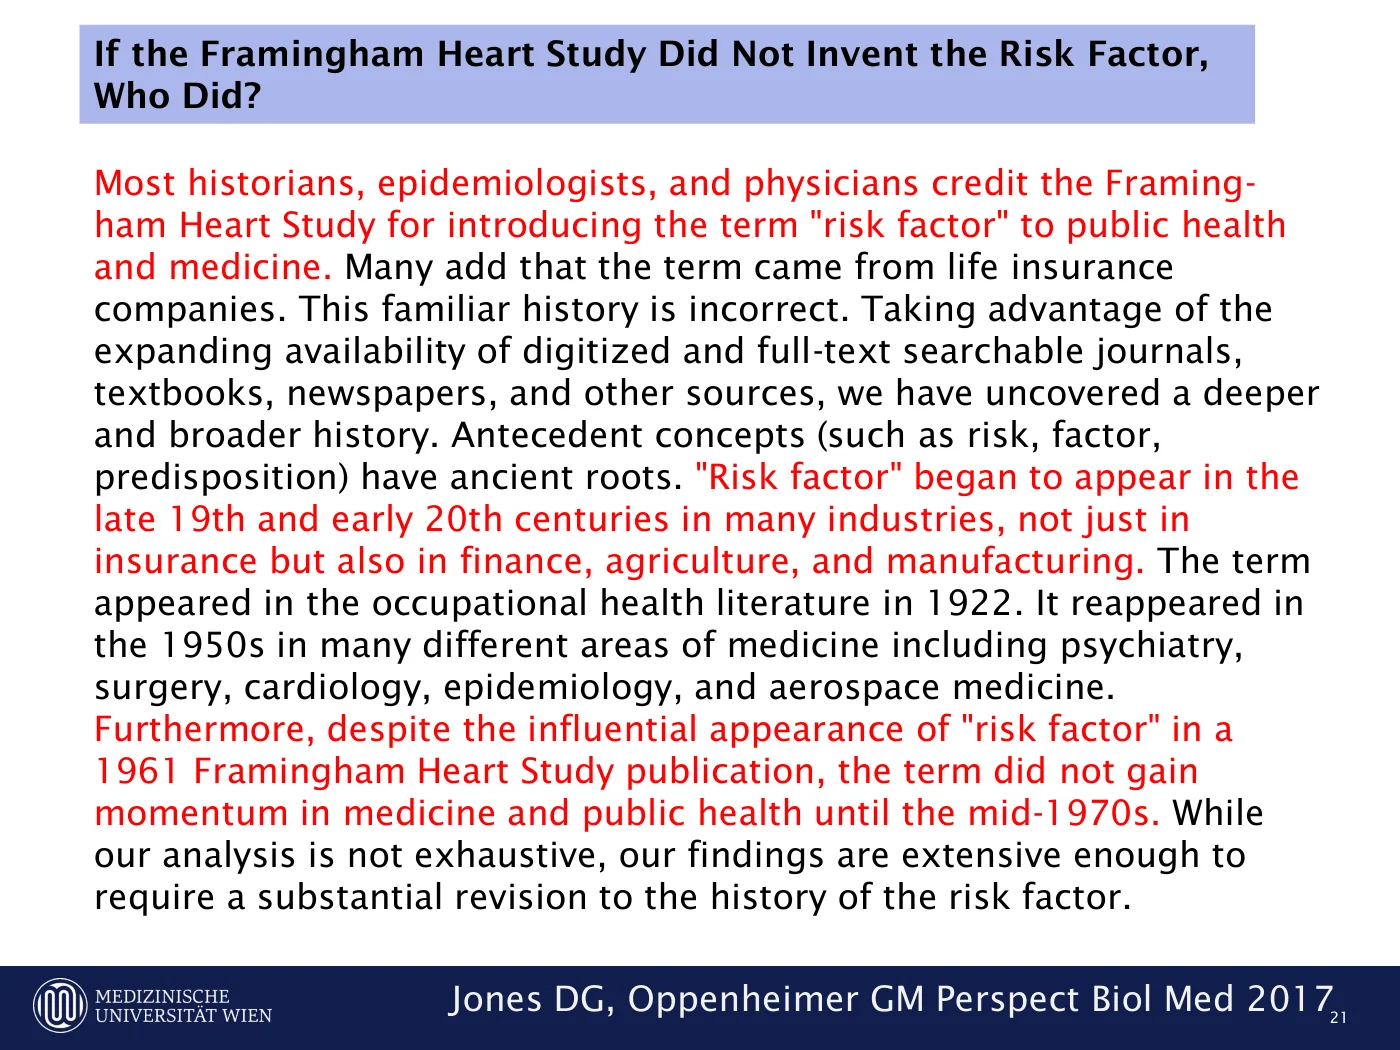 If the Framingham Heart Study Did Not Invent the Risk Factor,
Who Did?
Most historians, epidemiologists, and physicians credit the Framing-
ham Heart Study for introducing the term "risk factor" to public health
and medicine. Many add that the term came from life insurance
companies. This familiar history is incorrect. Taking advantage of the
expanding availability of digitized and full-text searchable journals,
textbooks, newspapers, and other sources, we have uncovered a deeper
and broader history. Antecedent concepts (such as risk, factor,
predisposition) have ancient roots. "Risk factor" began to appear in the
late 19th and early 20th centuries in many industries, not just in
insurance but also in finance, agriculture, and manufacturing. The term
appeared in the occupational health literature in 1922. It reappeared in
the 1950s in many different areas of medicine including psychiatry,
surgery, cardiology, epidemiology, and aerospace medicine.
Furthermore, despite the influential appearance of "risk factor" in a
1961 Framingham Heart Study publication, the term did not gain
momentum in medicine and public health until the mid-1970s. While
our analysis is not exhaustive, our findings are extensive enough to
require a substantial revision to the history of the risk factor.
MEDIZINISCHE
UNIVERSITÄT WIEN
Jones DG, Oppenheimer GM Perspect Biol Med 2017
21